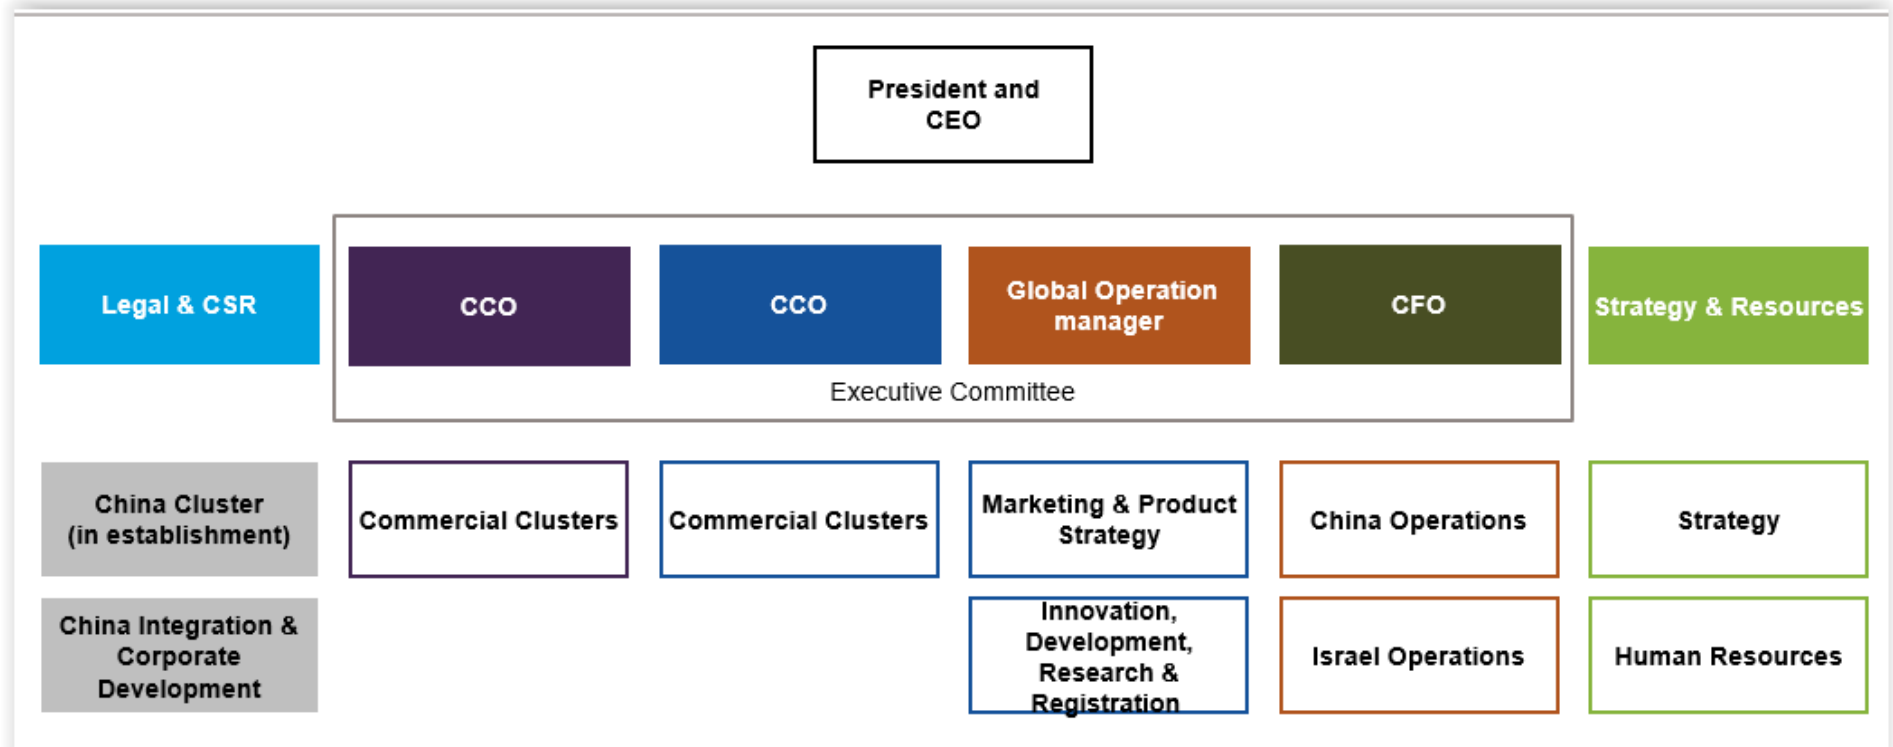 President and
CEO
Legal & CSR
CCO
CCO
Global Operation
manager
CFO
Strategy & Resources
Executive Committee
China Cluster
(in establishment)
Commercial Clusters
Commercial Clusters
Marketing & Product
Strategy
China Operations
Strategy
China Integration &
Corporate
Development
Innovation,
Development,
Research &
Registration
Israel Operations
Human Resources